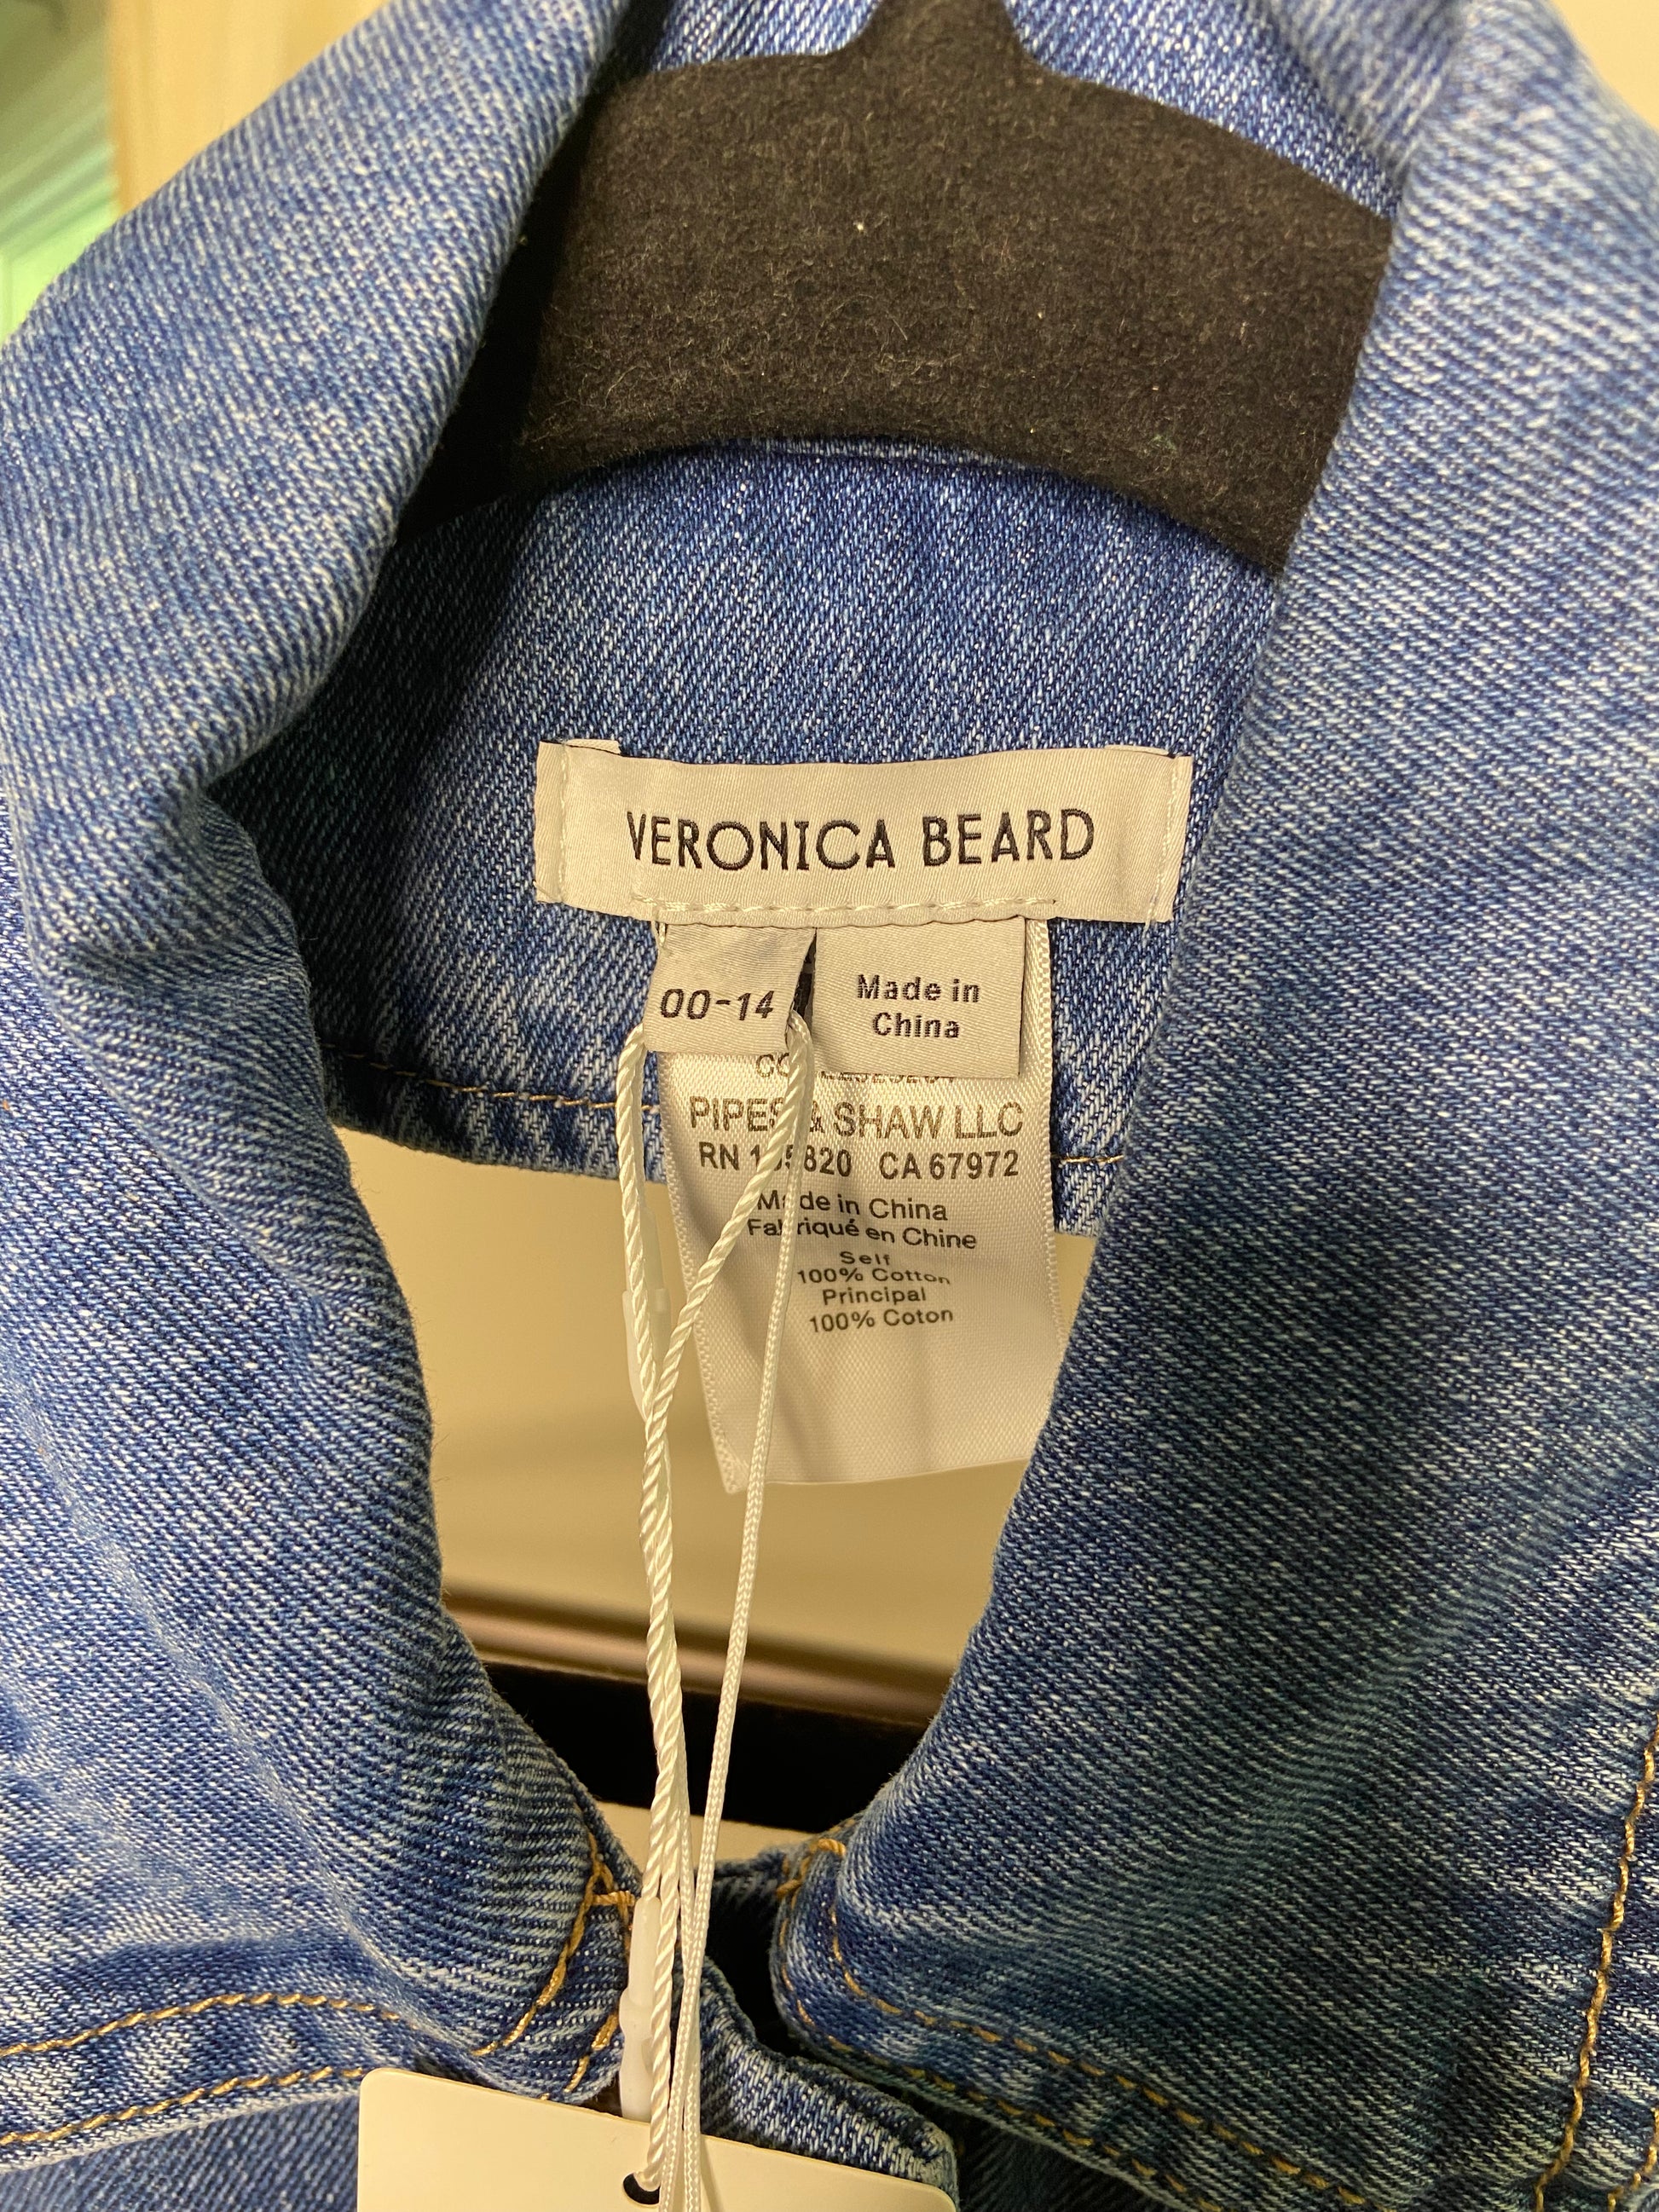 VERONICA BEARD
00-14
Made in
China
PIPES & SHAW LLC
CA 67972
Made in China
Fabriqué en Chine
Self
100% Cotton
Principal
100% Coton